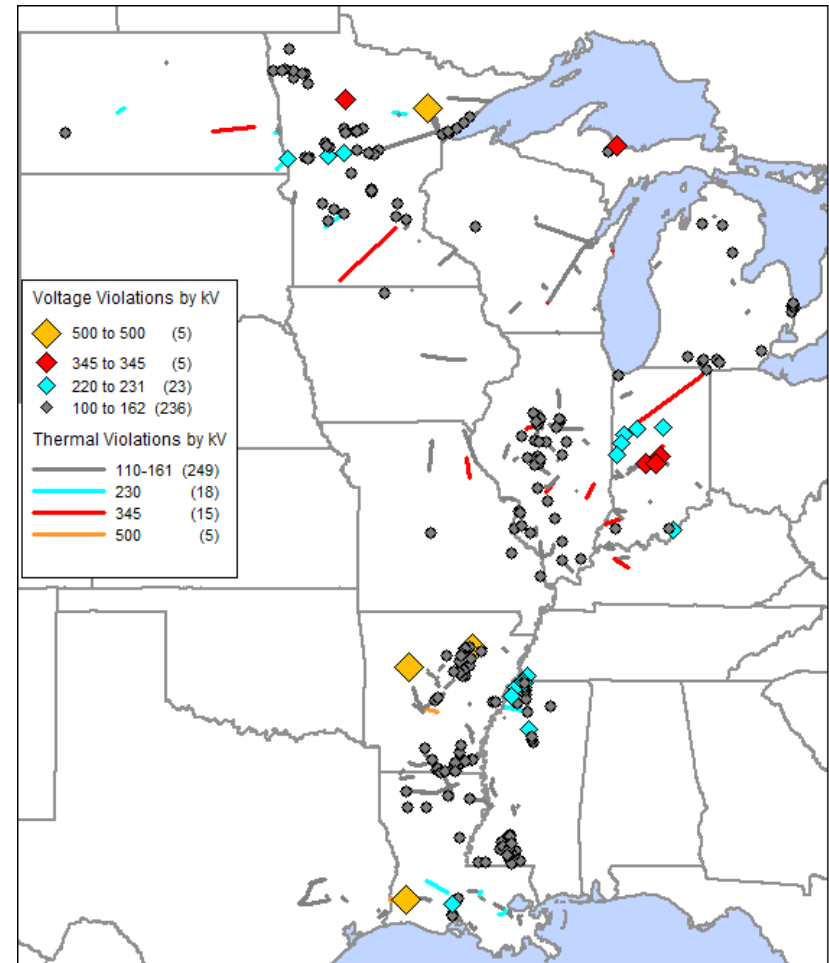 Voltage Violations by kV
500 to 500 (5)
345 to 345 (5)
220 to 231 (23)
100 to 162 (236)
Thermal Violations by kV
110-161 (249)
230 (18)
345 (15)
500 (5)